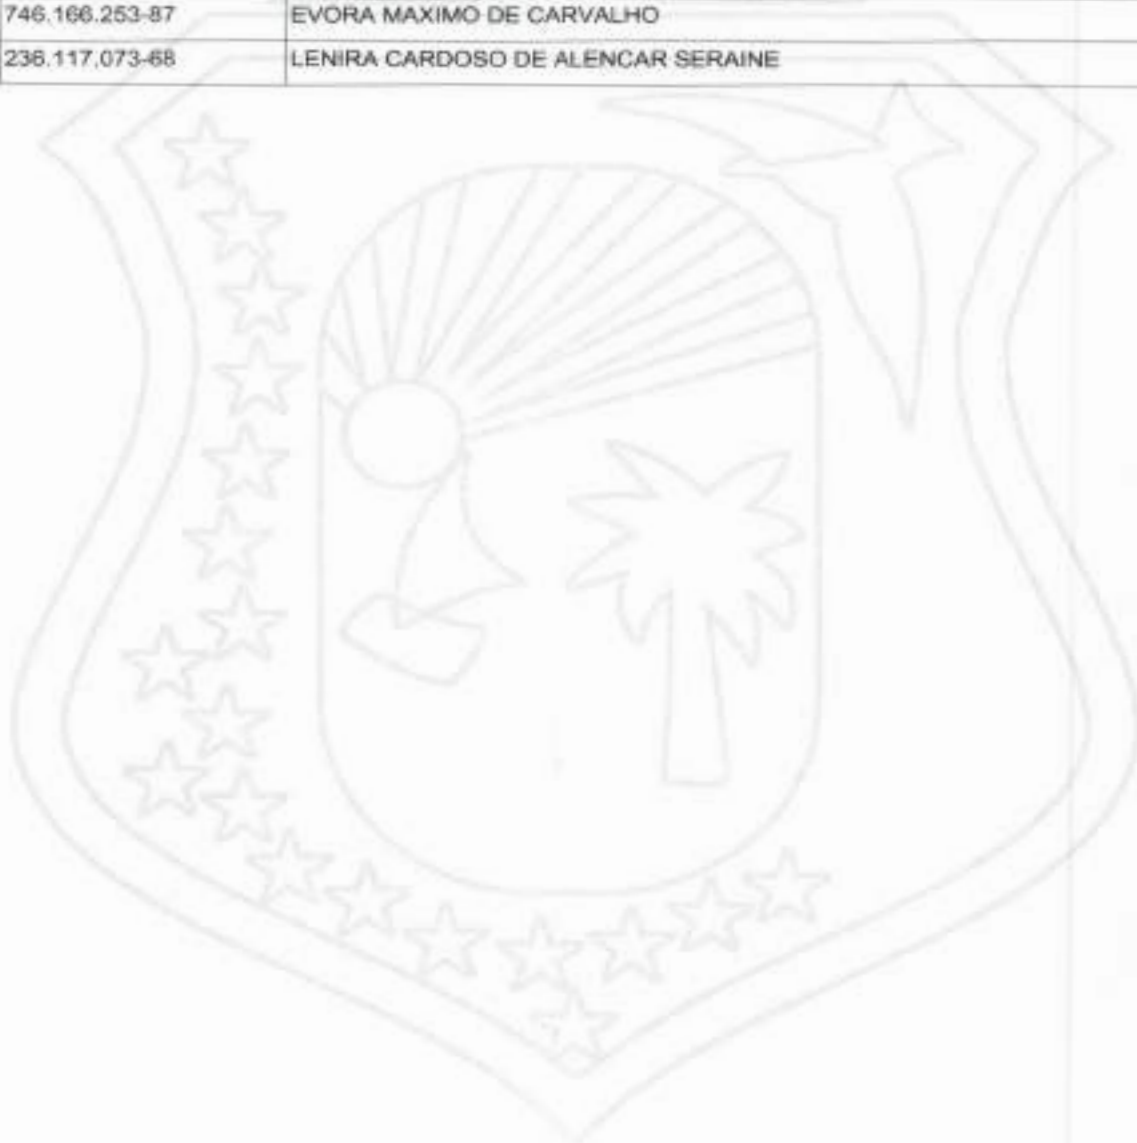 746.166.253-87 EVORA MAXIMO DE CARVALHO
236.117.073-68 LENIRA CARDOSO DE ALENCAR SERAINE